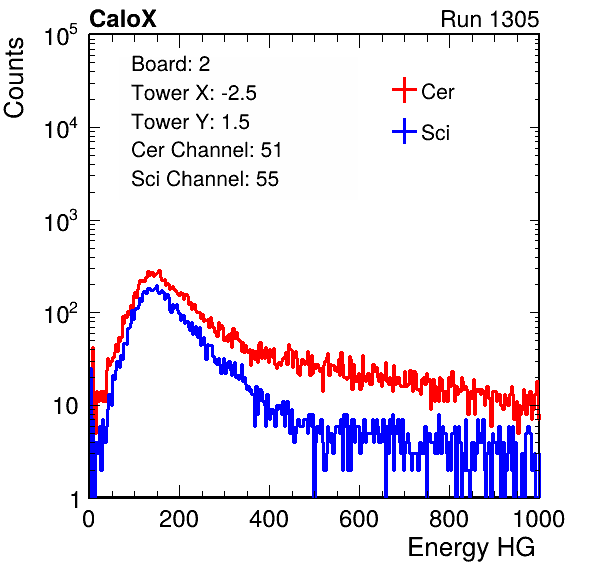 CaloX Run 1305
Counts
10^5
10^4
10^3
10^2
10
1
Board: 2
Tower X: -2.5
Tower Y: 1.5
Cer Channel: 51
Sci Channel: 55
Cer
Sci
0 200 400 600 800 1000
Energy HG